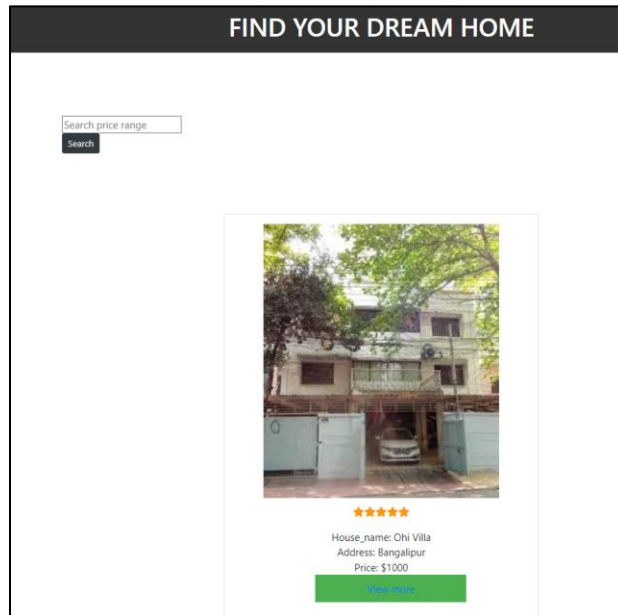 FIND YOUR DREAM HOME
Search price range
Search
House_name: Ohi Villa
Address: Bangalipur
Price: $1000
View more